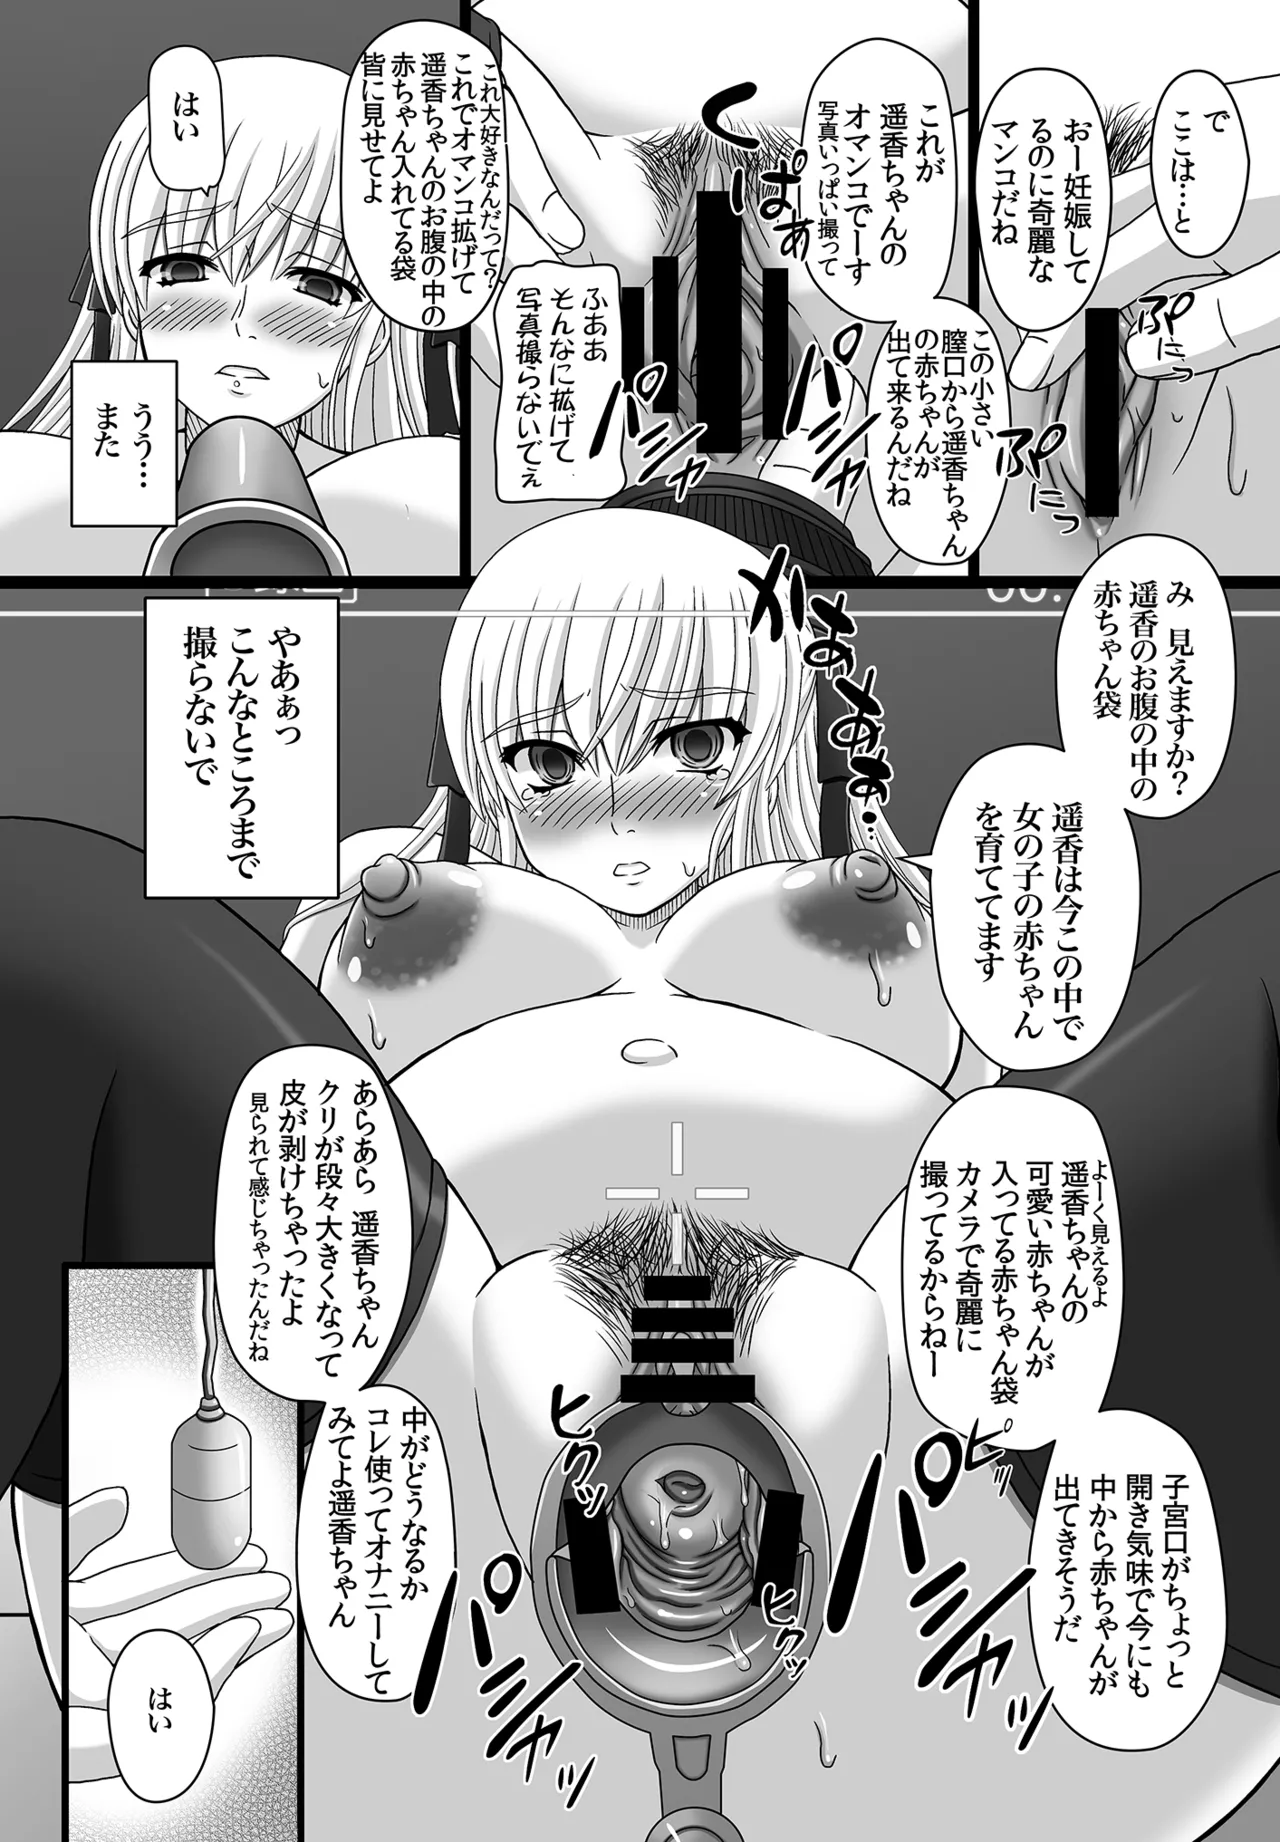 で
ここは…と
おー妊娠して
るのに奇麗な
マンコだね
ぷ
にっ
ぷ
にっ
これが
遥香ちゃんの
オマンコでーす
写真いっぱい撮って
くぱぁ
この小さい
膣口から遥香ちゃん
の赤ちゃんが
出て来るんだね
ふああ
そんなに拡げて
写真撮らないでぇ
パシャ
パシャ
これ大好きなんだって？
これでオマンコ拡げて
遥香ちゃんのお腹の中の
赤ちゃん入れてる袋
皆に見せてよ
はい
うう…
また
み 見えますか？
遥香のお腹の中の
赤ちゃん袋
遥香は今この中で
女の子の赤ちゃん
を育ててます
かぁぁぁぁ…
やあぁっ
こんなところまで
撮らないで
よーく見えるよ
遥香ちゃんの
可愛い赤ちゃんが
入ってる赤ちゃん袋
カメラで奇麗に
撮ってるからねー
子宮口がちょっと
開き気味で今にも
中から赤ちゃんが
出てきそうだ
パシャッ
ヒクッ
ヒクッ
パシャッ
あらあら 遥香ちゃん
クリが段々大きくなって
皮が剥けちゃったよ
見られて感じちゃったんだね
中がどうなるか
コレ使ってオナニーして
みてよ遥香ちゃん
はい